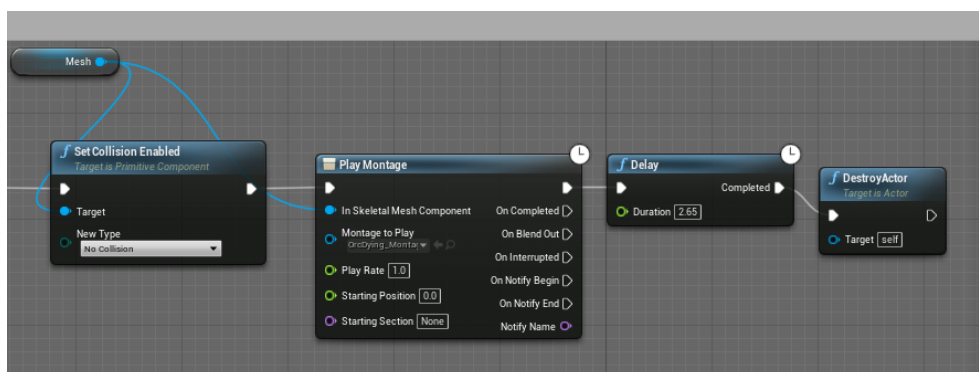 Mesh
Set Collision Enabled
Target is Primitive Component
Target
New Type
No Collision
Play Montage
In Skeletal Mesh Component
Montage to Play
OrcDying_Montag
Play Rate 1.0
Starting Position 0.0
Starting Section None
On Completed
On Blend Out
On Interrupted
On Notify Begin
On Notify End
Notify Name
Delay
Completed
Duration 2.65
DestroyActor
Target is Actor
Target self